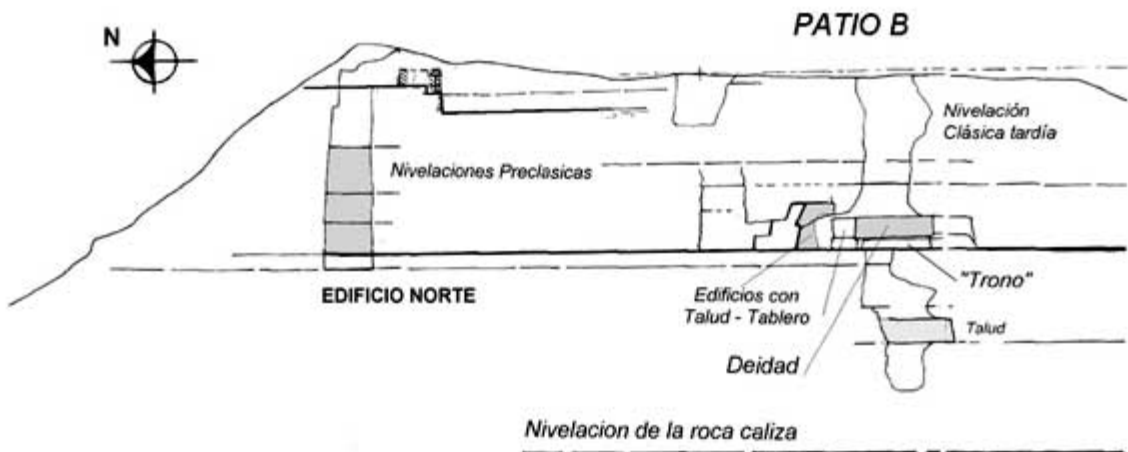 PATIO B
N
Nivelación
Clásica tardía
Nivelaciones Preclasicas
"Trono"
EDIFICIO NORTE
Edificios con
Talud - Tablero
Talud
Deidad
Nivelacion de la roca caliza